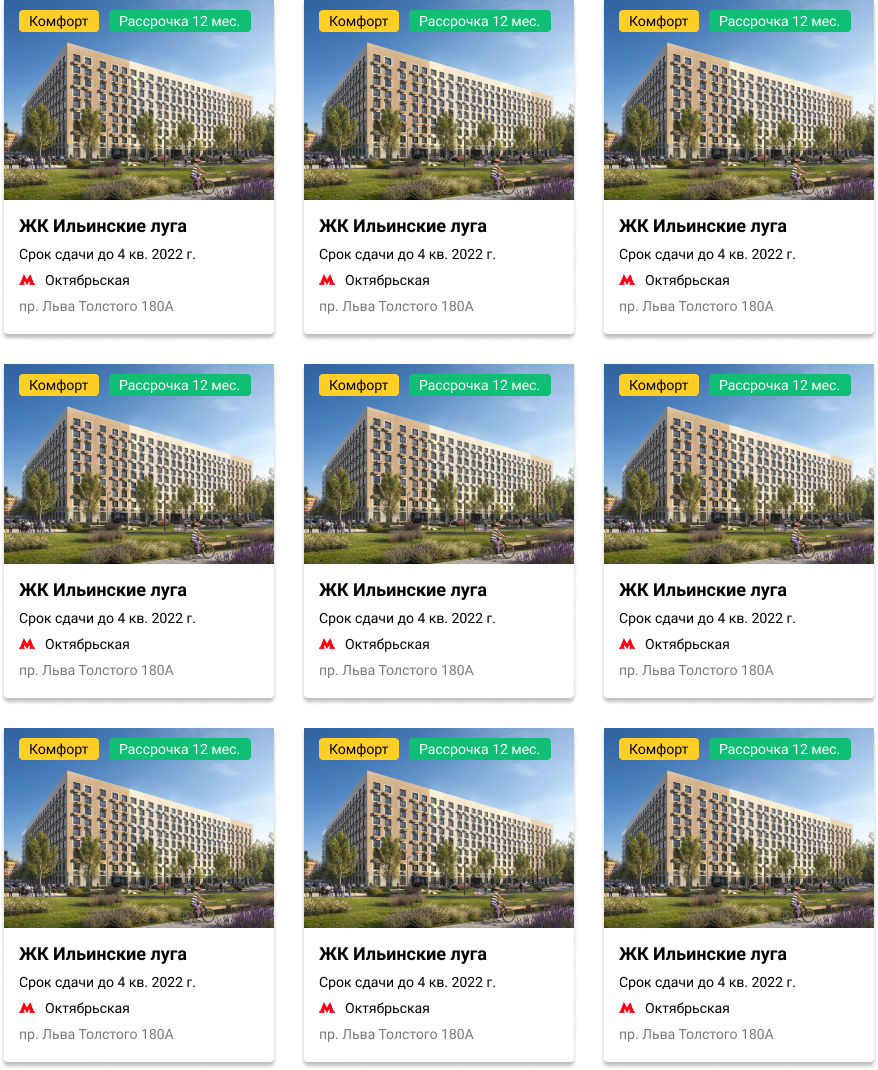 Комфорт Рассрочка 12 мес.
ЖК Ильинские луга
Срок сдачи до 4 кв. 2022 г.
Октябрьская
пр. Льва Толстого 180А
Комфорт Рассрочка 12 мес.
ЖК Ильинские луга
Срок сдачи до 4 кв. 2022 г.
Октябрьская
пр. Льва Толстого 180А
Комфорт Рассрочка 12 мес.
ЖК Ильинские луга
Срок сдачи до 4 кв. 2022 г.
Октябрьская
пр. Льва Толстого 180А
Комфорт Рассрочка 12 мес.
ЖК Ильинские луга
Срок сдачи до 4 кв. 2022 г.
Октябрьская
пр. Льва Толстого 180А
Комфорт Рассрочка 12 мес.
ЖК Ильинские луга
Срок сдачи до 4 кв. 2022 г.
Октябрьская
пр. Льва Толстого 180А
Комфорт Рассрочка 12 мес.
ЖК Ильинские луга
Срок сдачи до 4 кв. 2022 г.
Октябрьская
пр. Льва Толстого 180А
Комфорт Рассрочка 12 мес.
ЖК Ильинские луга
Срок сдачи до 4 кв. 2022 г.
Октябрьская
пр. Льва Толстого 180А
Комфорт Рассрочка 12 мес.
ЖК Ильинские луга
Срок сдачи до 4 кв. 2022 г.
Октябрьская
пр. Льва Толстого 180А
Комфорт Рассрочка 12 мес.
ЖК Ильинские луга
Срок сдачи до 4 кв. 2022 г.
Октябрьская
пр. Льва Толстого 180А